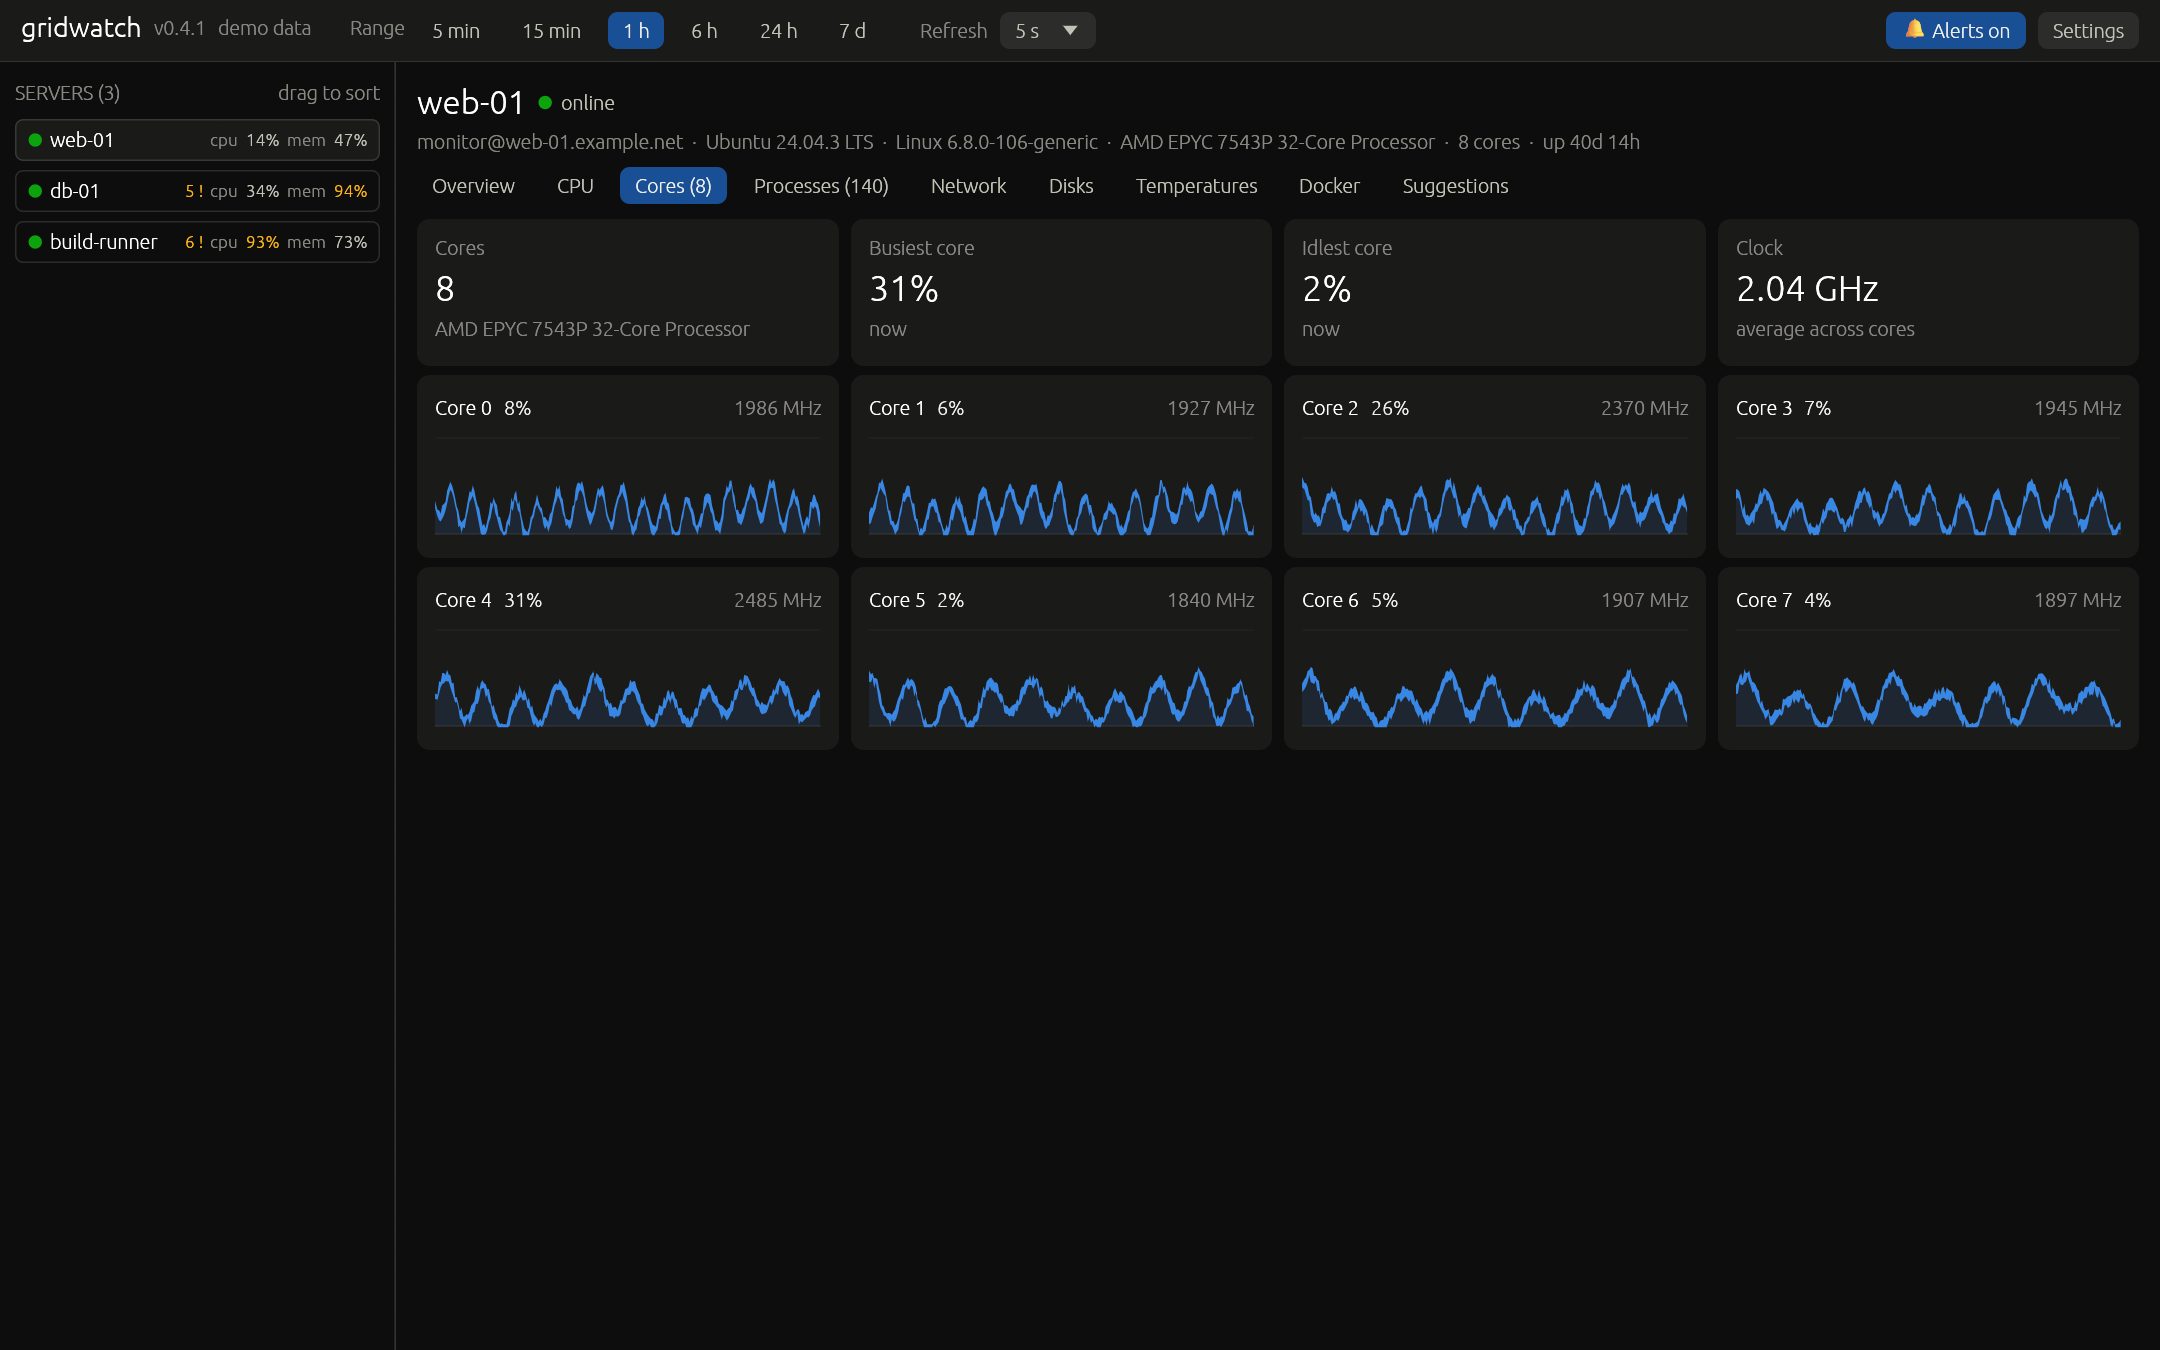 gridwatch v0.4.1 demo data Range 5 min 15 min 1 h 6 h 24 h 7 d Refresh 5 s Alerts on Settings
SERVERS (3) drag to sort
web-01 cpu 14% mem 47%
db-01 5 ! cpu 34% mem 94%
build-runner 6 ! cpu 93% mem 73%
web-01 online
monitor@web-01.example.net · Ubuntu 24.04.3 LTS · Linux 6.8.0-106-generic · AMD EPYC 7543P 32-Core Processor · 8 cores · up 40d 14h
Overview CPU Cores (8) Processes (140) Network Disks Temperatures Docker Suggestions
Cores
8
AMD EPYC 7543P 32-Core Processor
Busiest core
31%
now
Idlest core
2%
now
Clock
2.04 GHz
average across cores
Core 0 8% 1986 MHz
Core 1 6% 1927 MHz
Core 2 26% 2370 MHz
Core 3 7% 1945 MHz
Core 4 31% 2485 MHz
Core 5 2% 1840 MHz
Core 6 5% 1907 MHz
Core 7 4% 1897 MHz